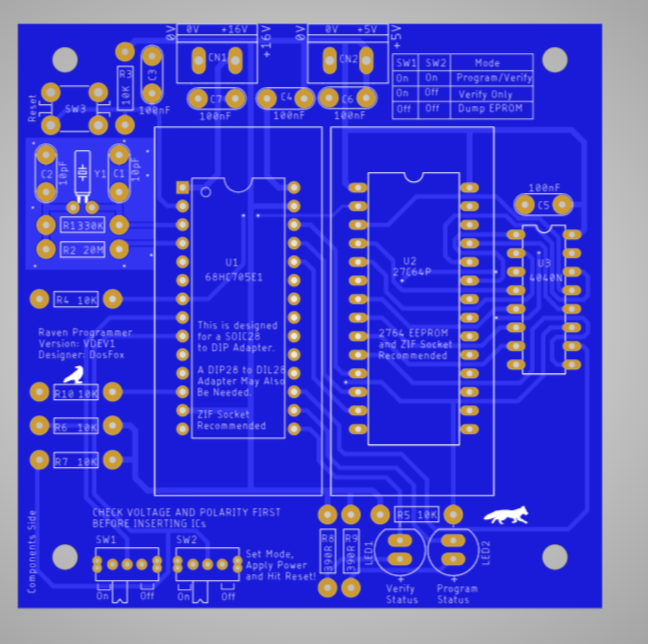 0V +16V
0V
+16V
CN1
0V +5V
0V
+5V
CN2
SW1 SW2 Mode
On On Program/Verify
On Off Verify Only
Off Off Dump EPROM
Reset
SW3
R3
10K
C3
100nF
C7
100nF
C4
100nF
C6
100nF
C2
10pF
Y1
C1
10pF
R1 330K
R2 20M
R4 10K
Raven Programmer
Version: VDEV1
Designer: DosFox
R10 10K
R6 10K
R7 10K
U1
68HC705E1
This is designed
for a SOIC28
to DIP Adapter.
A DIP28 to DIL28
Adapter May Also
Be Needed.
ZIF Socket
Recommended
U2
27C64P
2764 EEPROM
and ZIF Socket
Recommended
100nF
C5
U3
4040N
Components Side
CHECK VOLTAGE AND POLARITY FIRST
BEFORE INSERTING ICs
SW1
On Off
SW2
On Off
Set Mode,
Apply Power
and Hit Reset!
R8
390R
R9
390R
R5 10K
LED1
+
Verify
Status
LED2
+
Program
Status